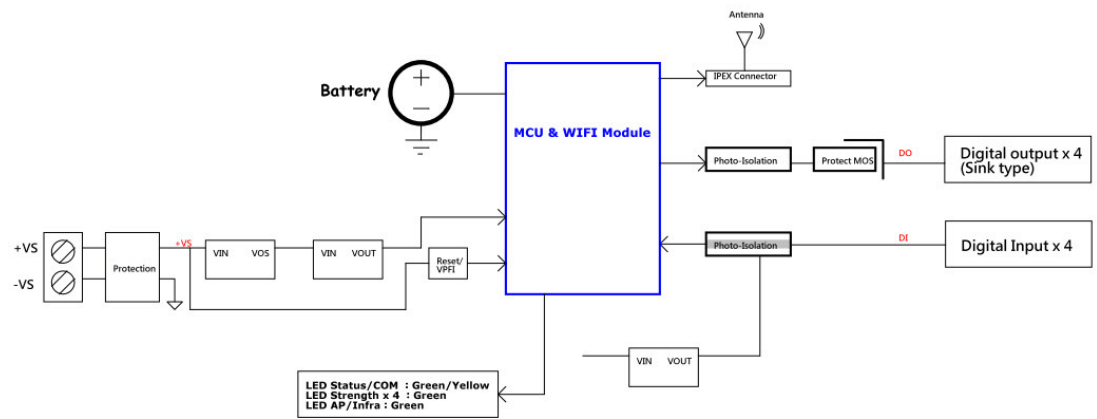 Antenna
IPEX Connector
Battery
+
−
MCU & WIFI Module
Photo-Isolation
Protect MOS
DO
Digital output x 4
(Sink type)
+VS
-VS
Protection
+VS
VIN VOS
VIN VOUT
Reset/
VPFI
Photo-Isolation
DI
Digital Input x 4
VIN VOUT
LED Status/COM : Green/Yellow
LED Strength x 4 : Green
LED AP/Infra : Green